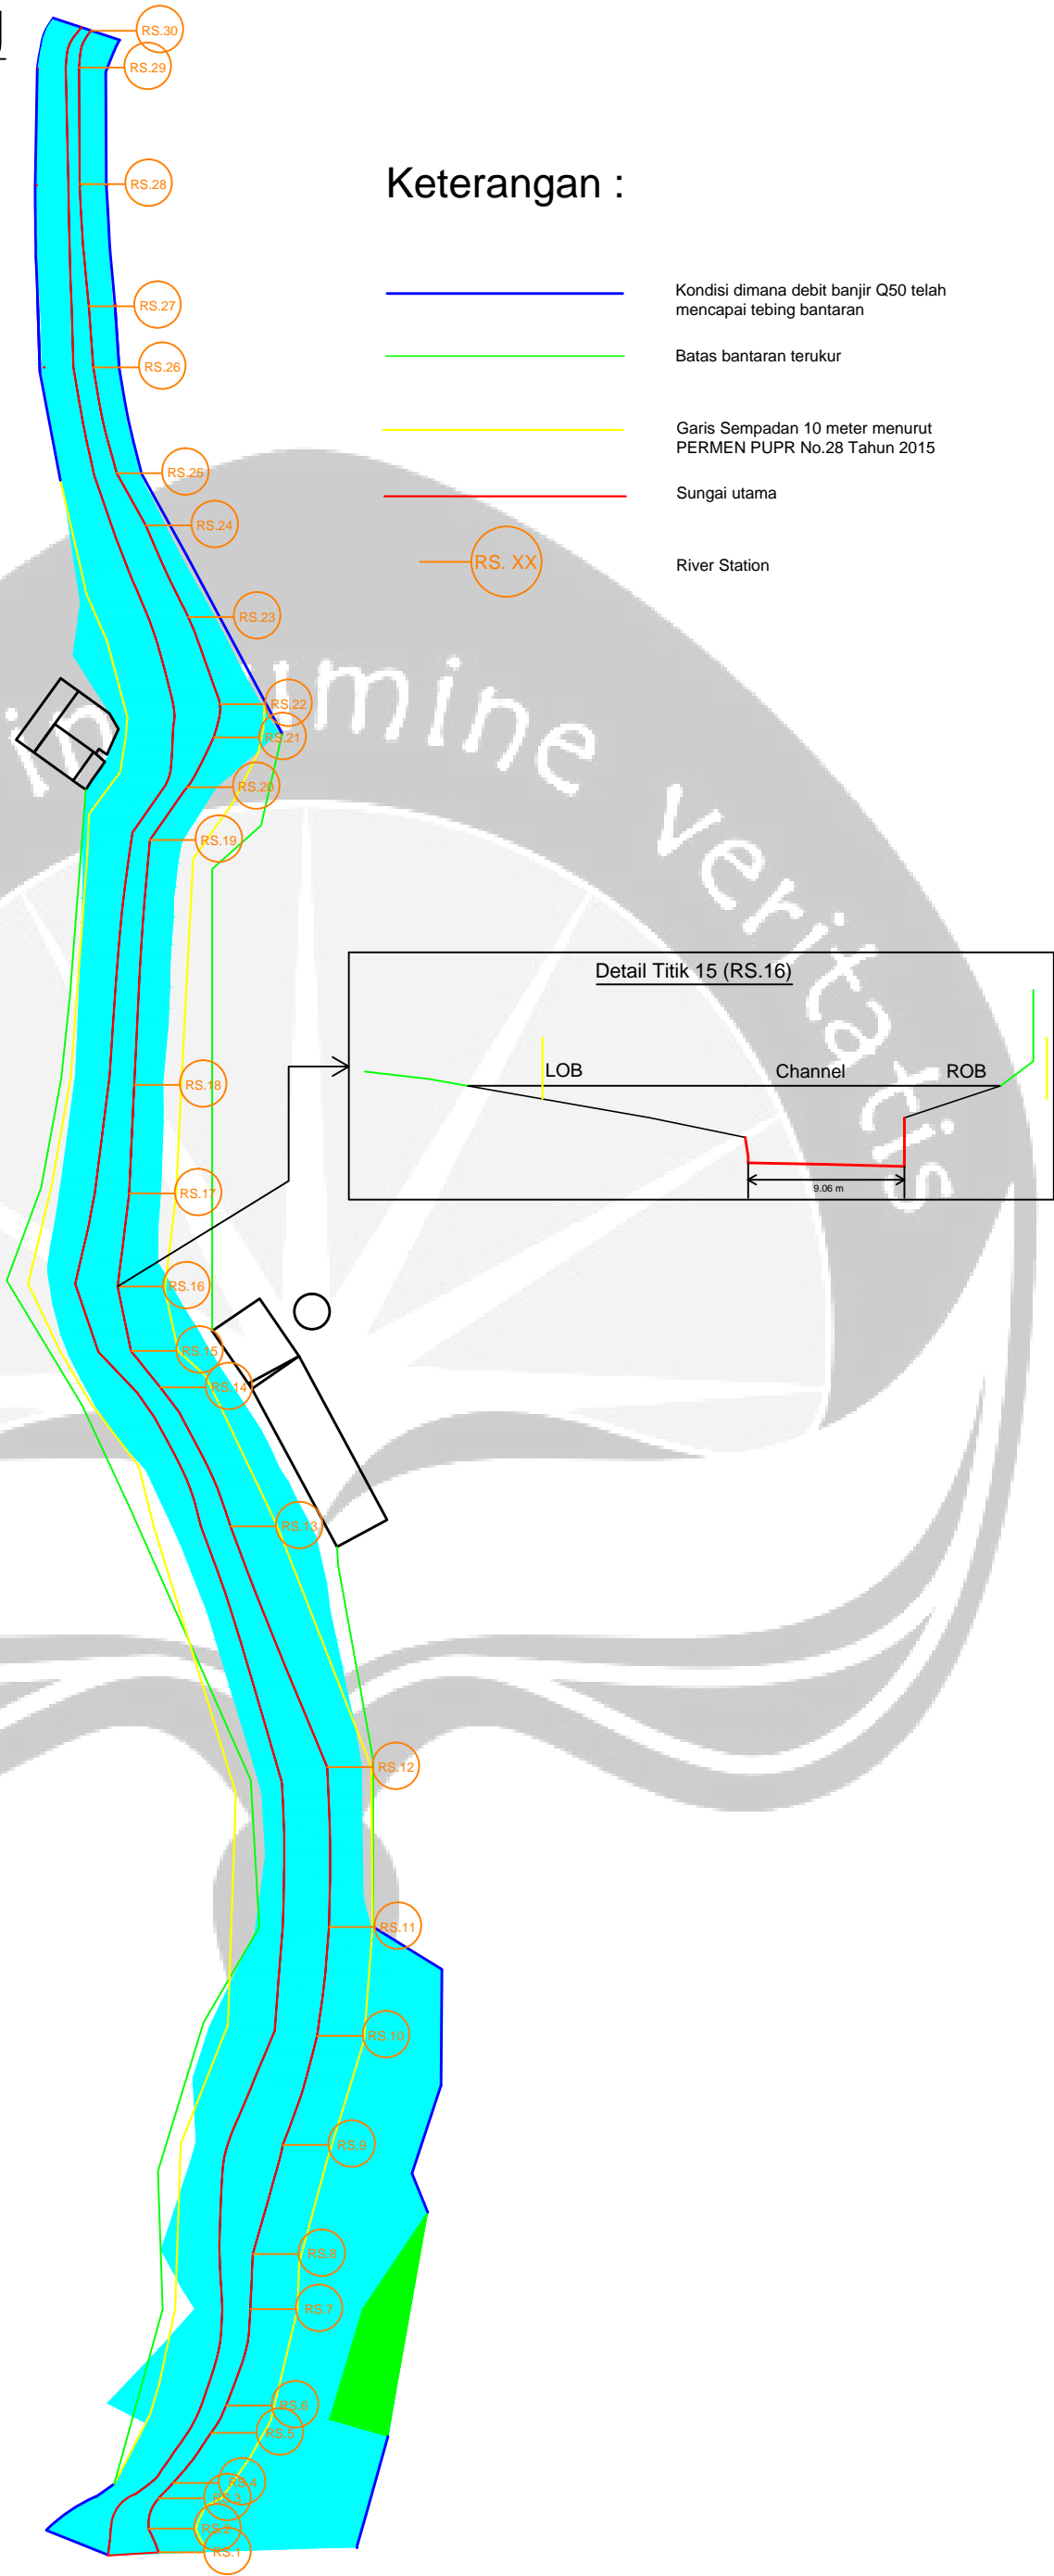 RS.30
RS.29
Keterangan :
RS.28
Kondisi dimana debit banjir Q50 telah
mencapai tebing bantaran
RS.27
Batas bantaran terukur
RS.26
Garis Sempadan 10 meter menurut
PERMEN PUPR No.28 Tahun 2015
RS.25
Sungai utama
RS.24
RS. XX
River Station
RS.23
in lumine veritatis
RS.22
RS.21
RS.20
RS.19
Detail Titik 15 (RS.16)
LOB
Channel
ROB
9.06 m
RS.18
RS.17
RS.16
RS.15
RS.14
RS.13
RS.12
RS.11
RS.10
RS.9
RS.8
RS.7
RS.6
RS.5
RS.4
RS.3
RS.2
RS.1